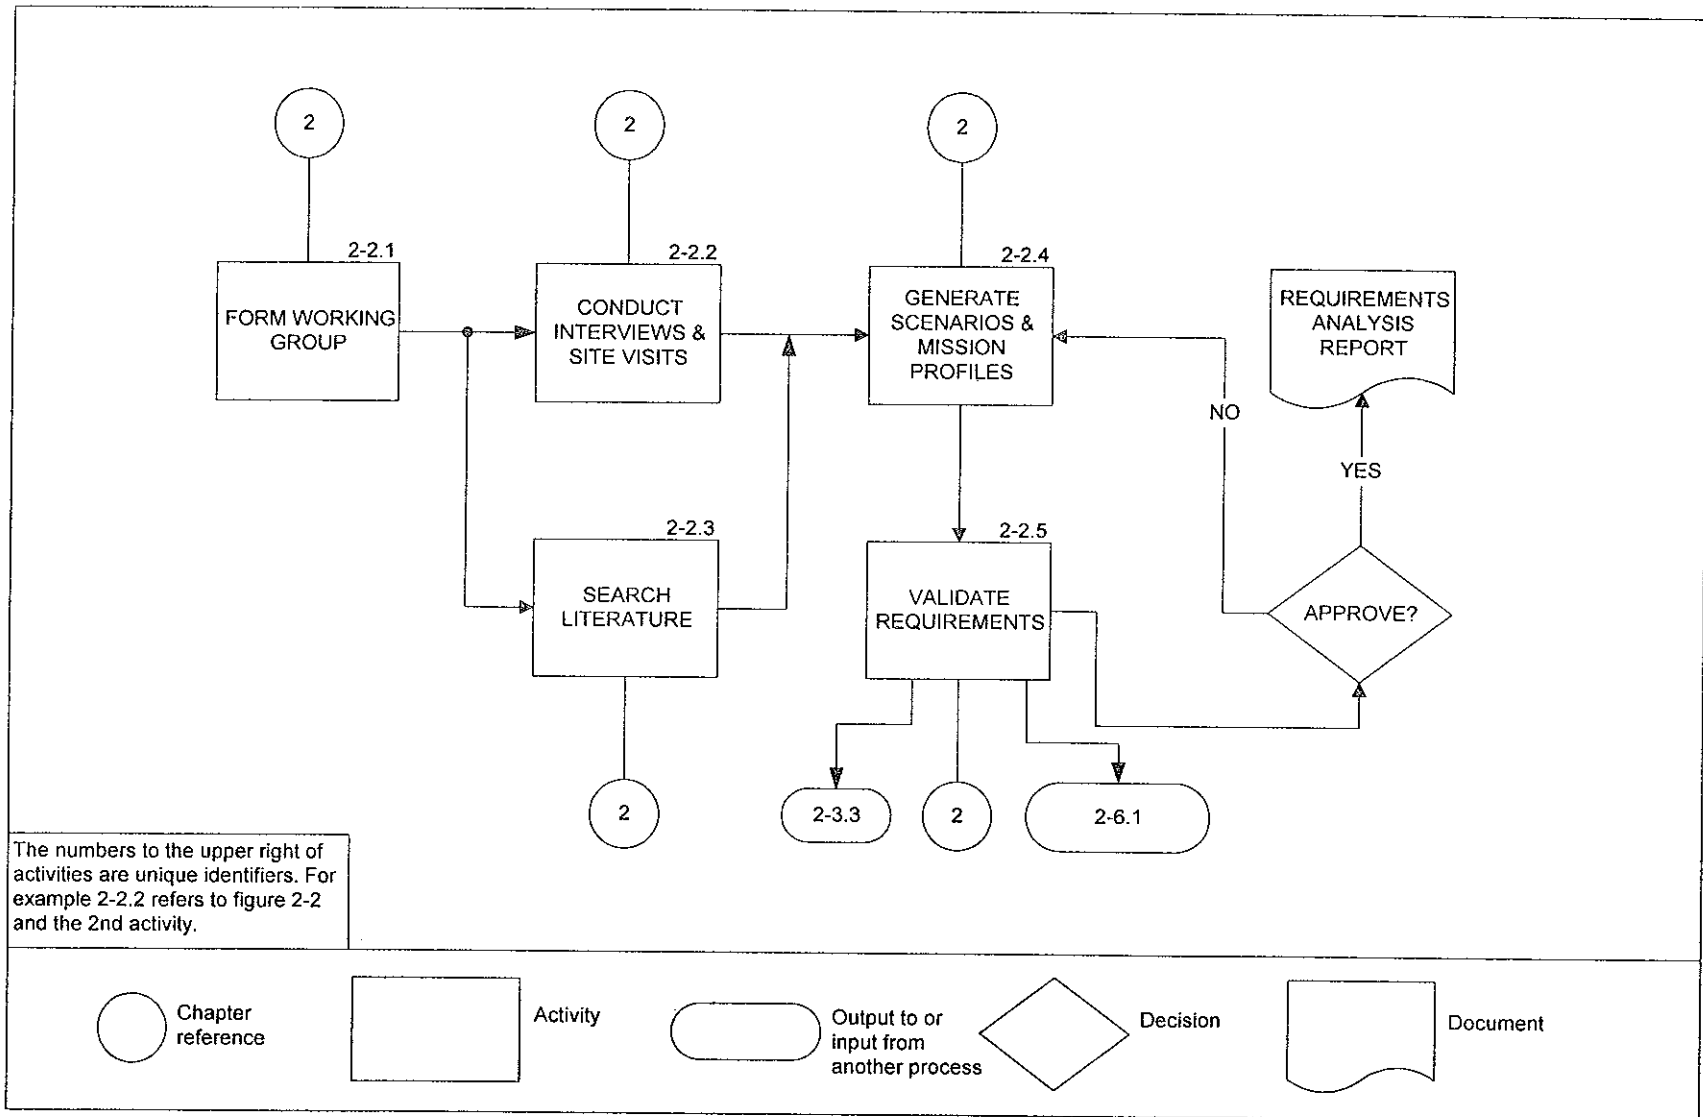 2
2
2
2-2.1
2-2.2
2-2.4
FORM WORKING
GROUP
CONDUCT
INTERVIEWS &
SITE VISITS
GENERATE
SCENARIOS &
MISSION
PROFILES
REQUIREMENTS
ANALYSIS
REPORT
NO
YES
2-2.3
2-2.5
SEARCH
LITERATURE
VALIDATE
REQUIREMENTS
APPROVE?
2
2-3.3
2
2-6.1
The numbers to the upper right of
activities are unique identifiers. For
example 2-2.2 refers to figure 2-2
and the 2nd activity.
Chapter
reference
Activity
Output to or
input from
another process
Decision
Document